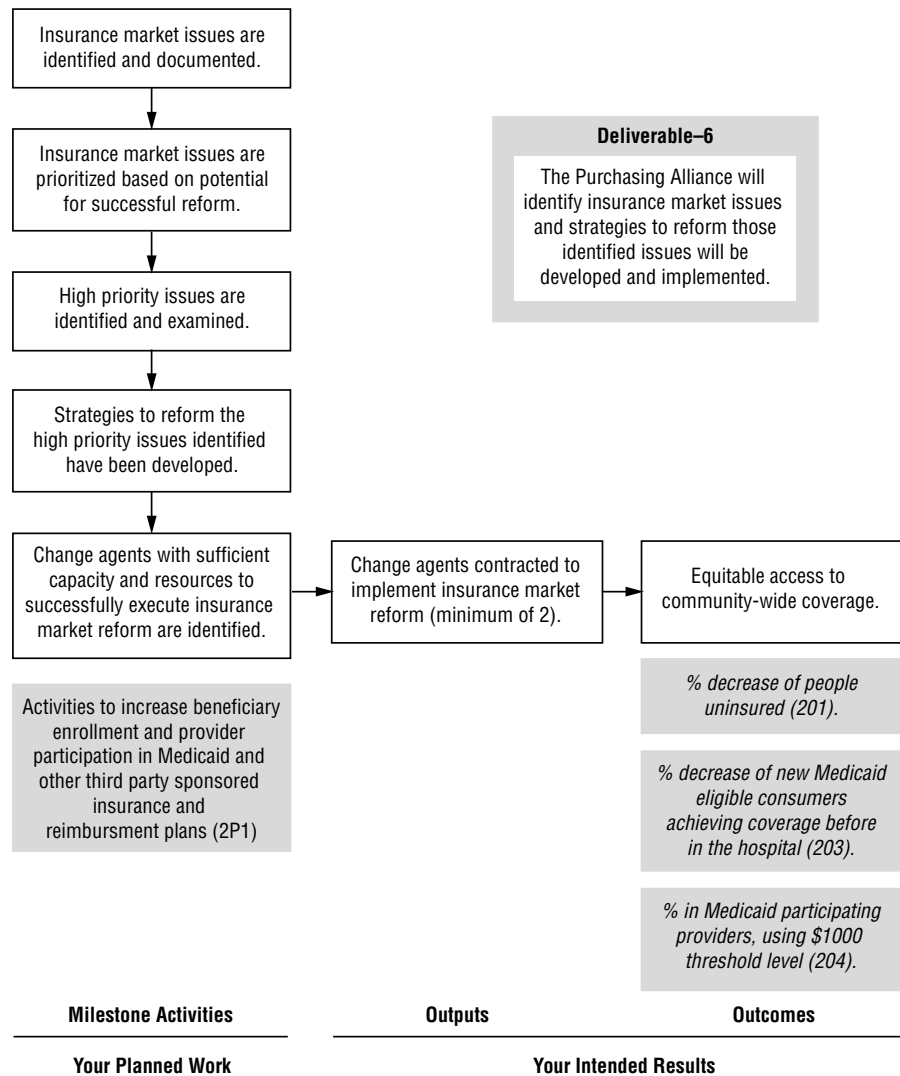 Insurance market issues are
identified and documented.
Insurance market issues are
prioritized based on potential
for successful reform.
High priority issues are
identified and examined.
Strategies to reform the
high priority issues identified
have been developed.
Change agents with sufficient
capacity and resources to
successfully execute insurance
market reform are identified.
Activities to increase beneficiary
enrollment and provider
participation in Medicaid and
other third party sponsored
insurance and
reimbursment plans (2P1)
Deliverable–6
The Purchasing Alliance will
identify insurance market issues
and strategies to reform those
identified issues will be
developed and implemented.
Change agents contracted to
implement insurance market
reform (minimum of 2).
Equitable access to
community-wide coverage.
% decrease of people
uninsured (201).
% decrease of new Medicaid
eligible consumers
achieving coverage before
in the hospital (203).
% in Medicaid participating
providers, using $1000
threshold level (204).
Milestone Activities
Outputs
Outcomes
Your Planned Work
Your Intended Results